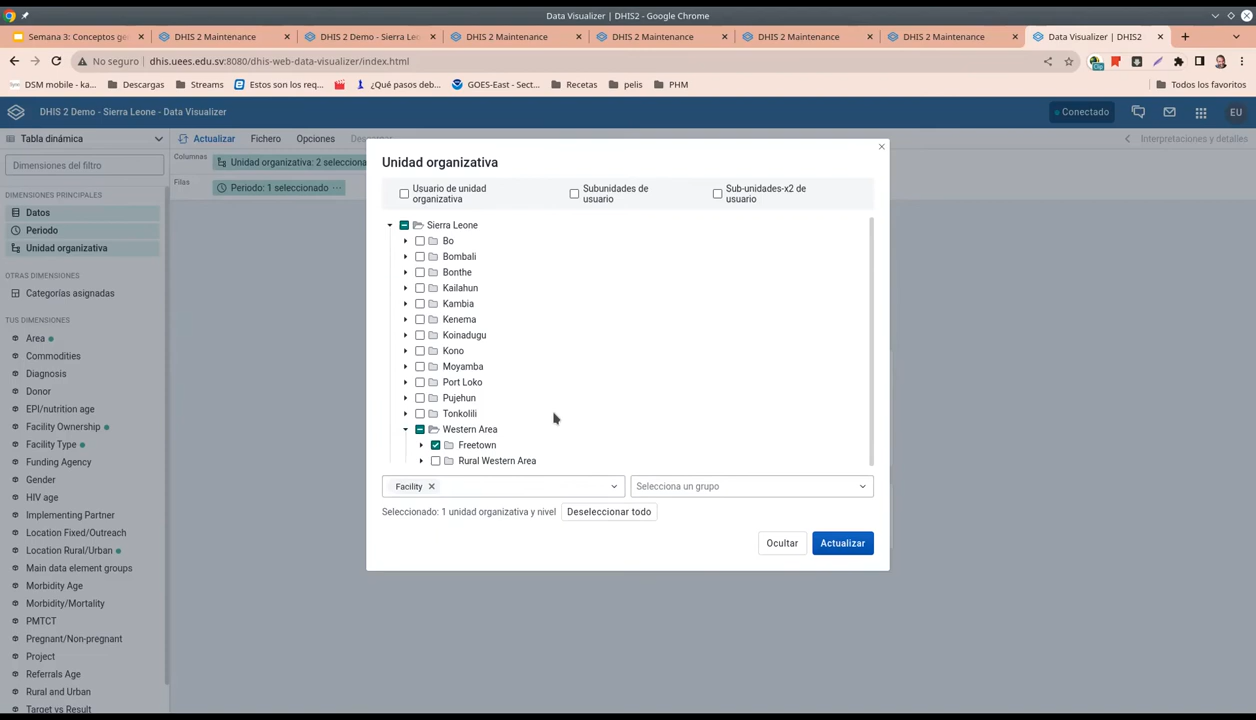 Data Visualizer | DHIS2 - Google Chrome
Semana 3: Conceptos ge
DHIS 2 Maintenance
DHIS 2 Demo - Sierra Leo
DHIS 2 Maintenance
DHIS 2 Maintenance
DHIS 2 Maintenance
DHIS 2 Maintenance
Data Visualizer | DHIS2
No seguro
dhis.uees.edu.sv:8080/dhis-web-data-visualizer/index.html
DSM mobile - ka...
Descargas
Streams
Estos son los req...
¿Qué pasos deb...
GOES-East - Sect...
Recetas
pelis
PHM
Todos los favoritos
DHIS 2 Demo - Sierra Leone - Data Visualizer
Conectado
EU
Tabla dinámica
Actualizar
Fichero
Opciones
Interpretaciones y detalles
Dimensiones del filtro
Columnas
Unidad organizativa: 2 selecciona
Filas
Periodo: 1 seleccionado
DIMENSIONES PRINCIPALES
Datos
Periodo
Unidad organizativa
OTRAS DIMENSIONES
Categorías asignadas
TUS DIMENSIONES
Area
Commodities
Diagnosis
Donor
EPI/nutrition age
Facility Ownership
Facility Type
Funding Agency
Gender
HIV age
Implementing Partner
Location Fixed/Outreach
Location Rural/Urban
Main data element groups
Morbidity Age
Morbidity/Mortality
PMTCT
Pregnant/Non-pregnant
Project
Referrals Age
Rural and Urban
Target vs Result
Unidad organizativa
Usuario de unidad
organizativa
Subunidades de
usuario
Sub-unidades-x2 de
usuario
Sierra Leone
Bo
Bombali
Bonthe
Kailahun
Kambia
Kenema
Koinadugu
Kono
Moyamba
Port Loko
Pujehun
Tonkolili
Western Area
Freetown
Rural Western Area
Facility
Selecciona un grupo
Seleccionado: 1 unidad organizativa y nivel
Deseleccionar todo
Ocultar
Actualizar